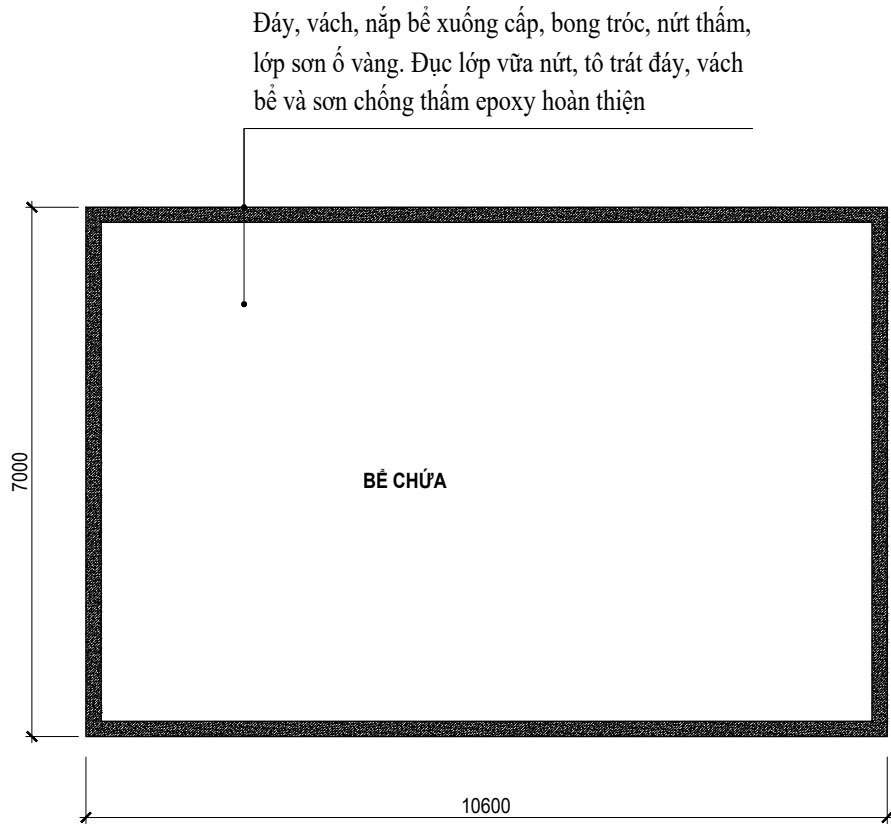 Đáy, vách, nắp bể xuống cấp, bong tróc, nứt thấm,
lớp sơn ố vàng. Đục lớp vữa nứt, tô trát đáy, vách
bể và sơn chống thấm epoxy hoàn thiện
7000
BỂ CHỨA
10600